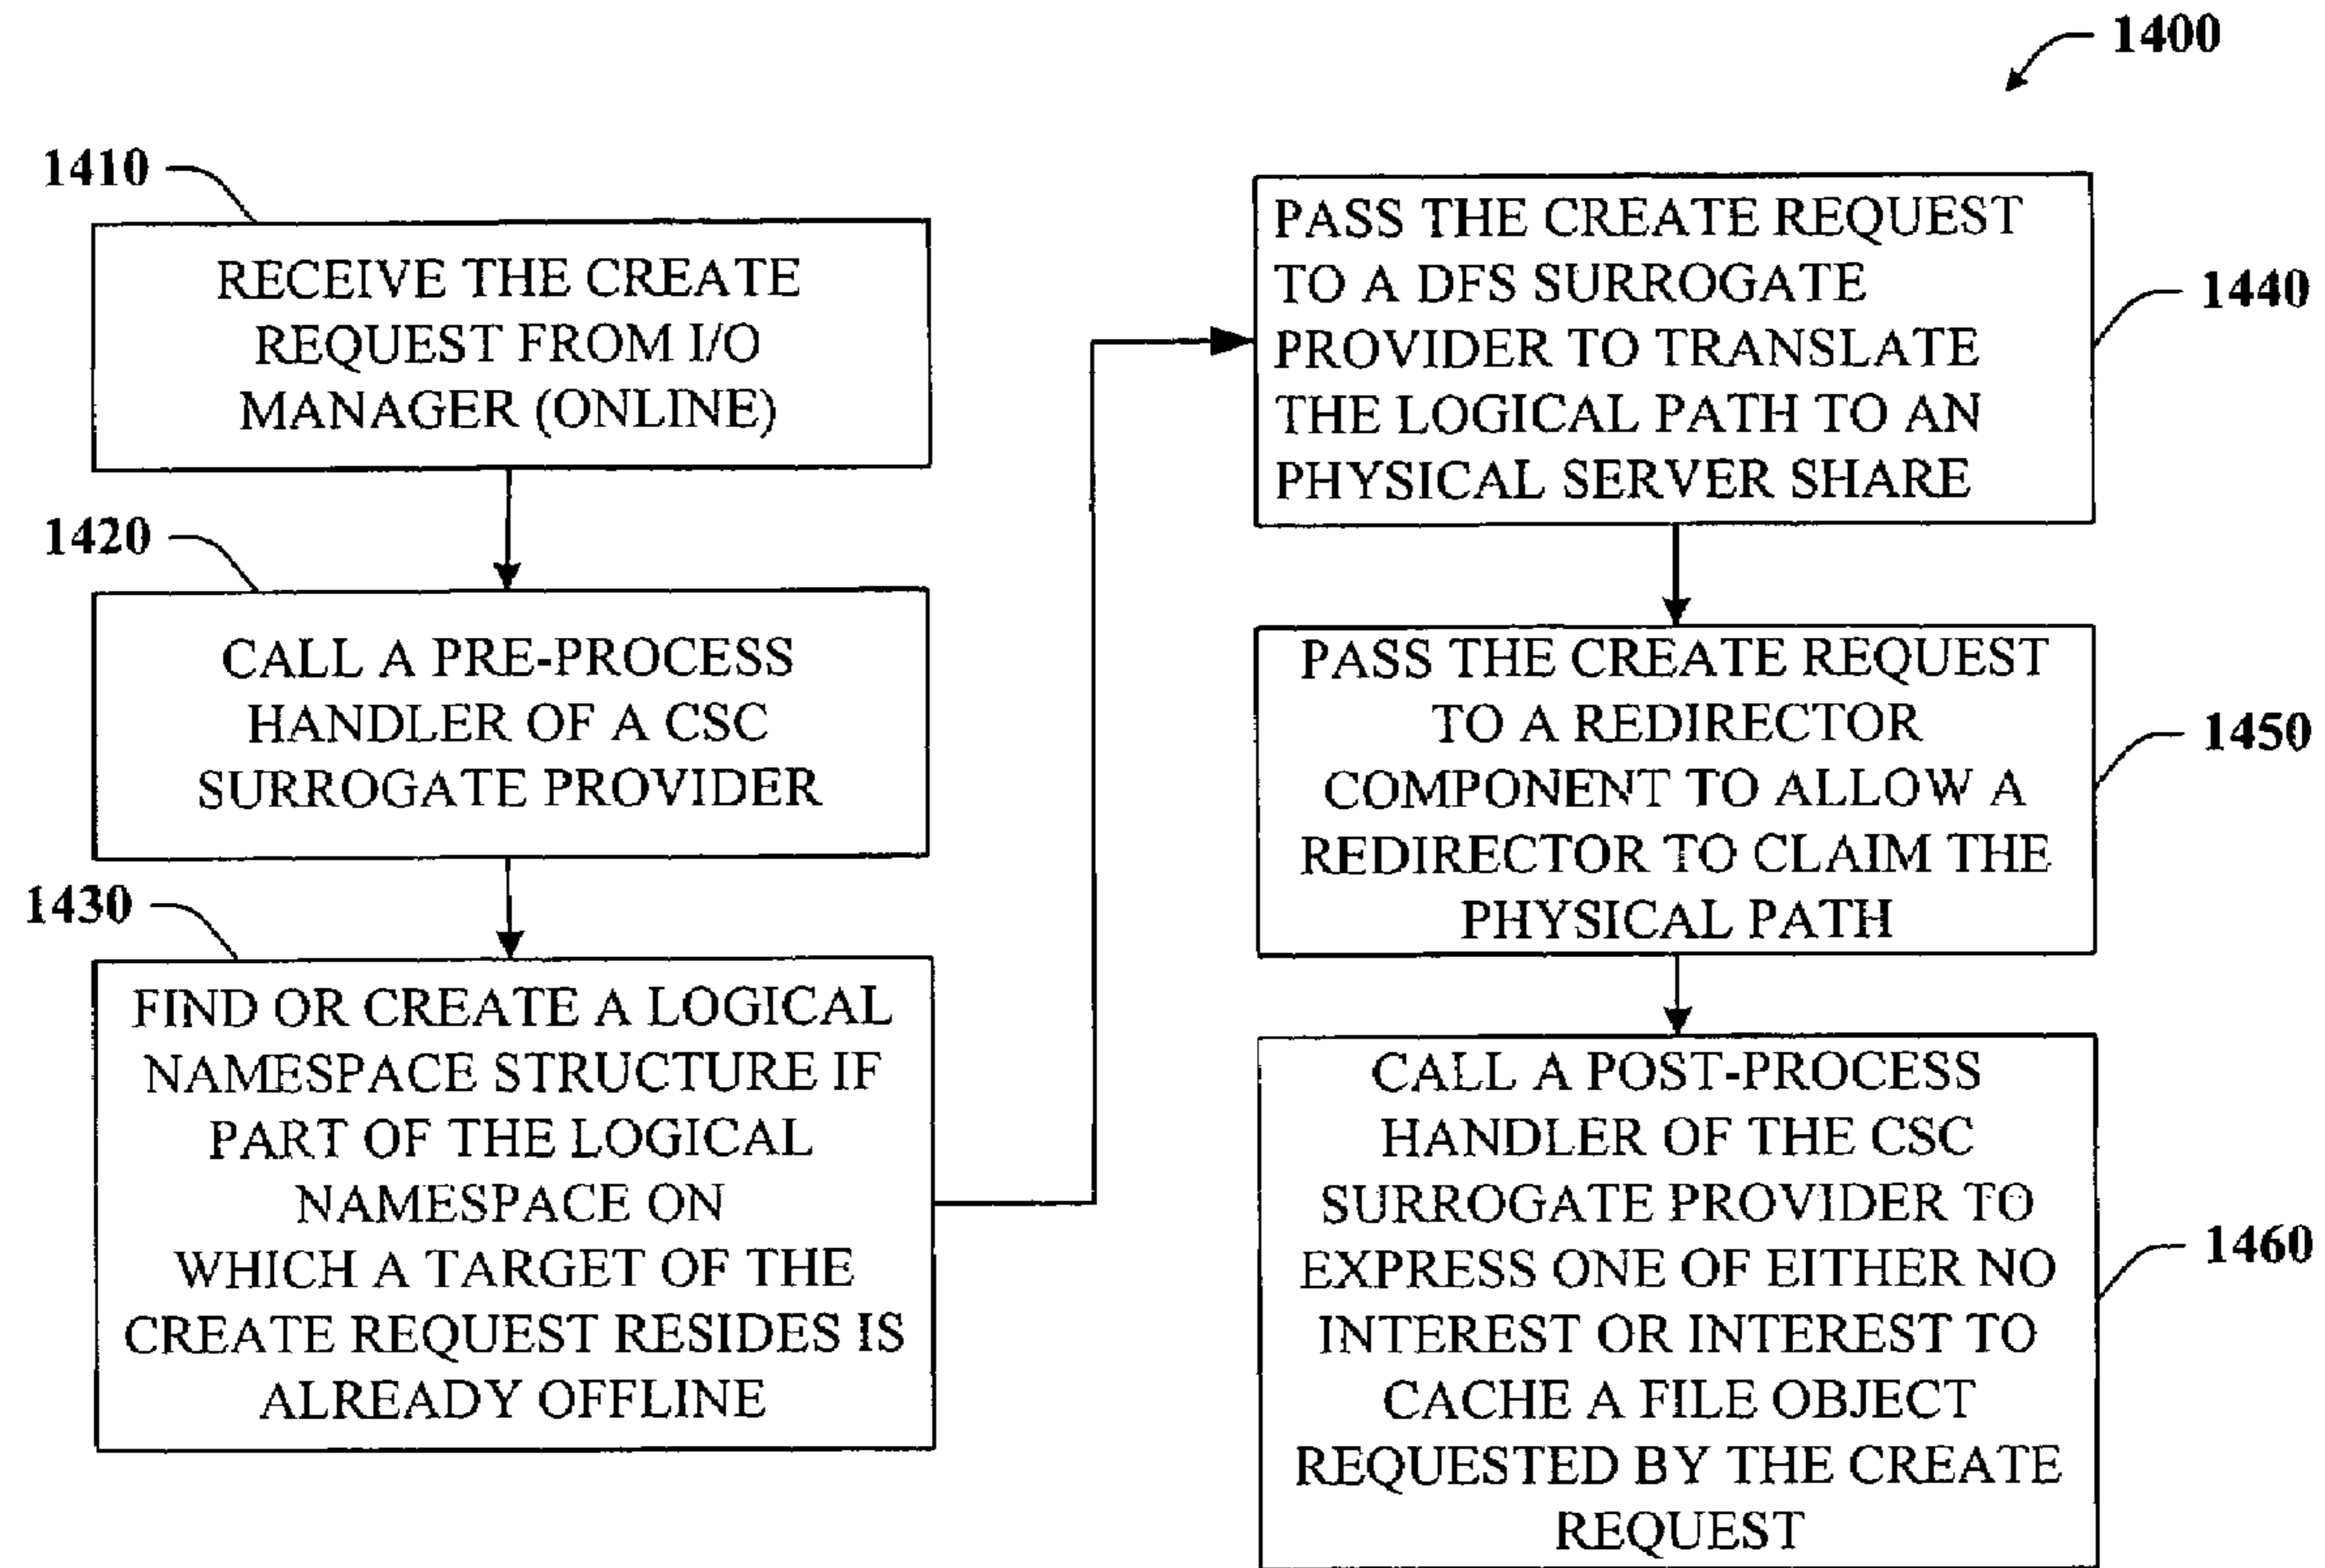 1400
1410
RECEIVE THE CREATE
REQUEST FROM I/O
MANAGER (ONLINE)
1420
CALL A PRE-PROCESS
HANDLER OF A CSC
SURROGATE PROVIDER
1430
FIND OR CREATE A LOGICAL
NAMESPACE STRUCTURE IF
PART OF THE LOGICAL
NAMESPACE ON
WHICH A TARGET OF THE
CREATE REQUEST RESIDES IS
ALREADY OFFLINE
PASS THE CREATE REQUEST
TO A DFS SURROGATE
PROVIDER TO TRANSLATE
THE LOGICAL PATH TO AN
PHYSICAL SERVER SHARE
1440
PASS THE CREATE REQUEST
TO A REDIRECTOR
COMPONENT TO ALLOW A
REDIRECTOR TO CLAIM THE
PHYSICAL PATH
1450
CALL A POST-PROCESS
HANDLER OF THE CSC
SURROGATE PROVIDER TO
EXPRESS ONE OF EITHER NO
INTEREST OR INTEREST TO
CACHE A FILE OBJECT
REQUESTED BY THE CREATE
REQUEST
1460